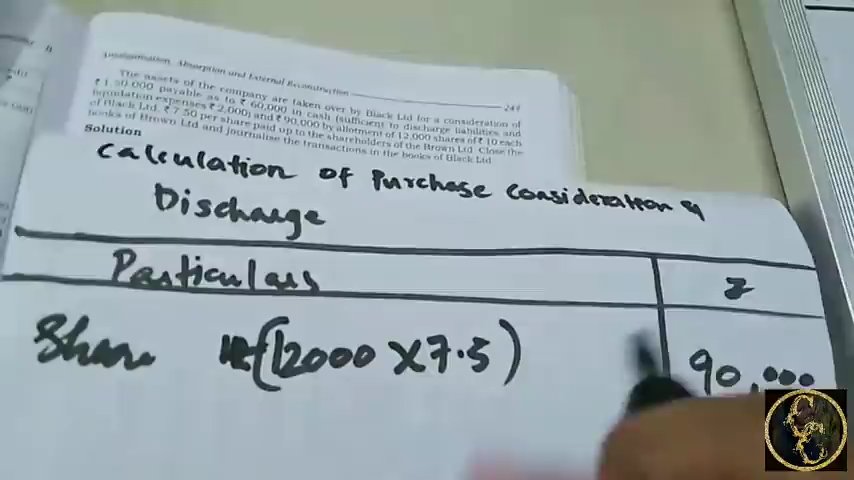 Amalgamation, Absorption and External Reconstruction 241
The assets of the company are taken over by Black Ltd for a consideration of
₹ 1,50,000 payable as to ₹ 60,000 in cash (sufficient to discharge liabilities and
liquidation expenses ₹ 2,000) and ₹ 90,000 by allotment of 12,000 shares of ₹ 10 each
of Black Ltd, ₹ 7.50 per share paid up to the shareholders of the Brown Ltd. Close the
books of Brown Ltd and journalise the transactions in the books of Black Ltd
Solution
Calculation of Purchase Consideration &
Discharge
Particulars ₹
Share (12000 X 7.5) 90,000